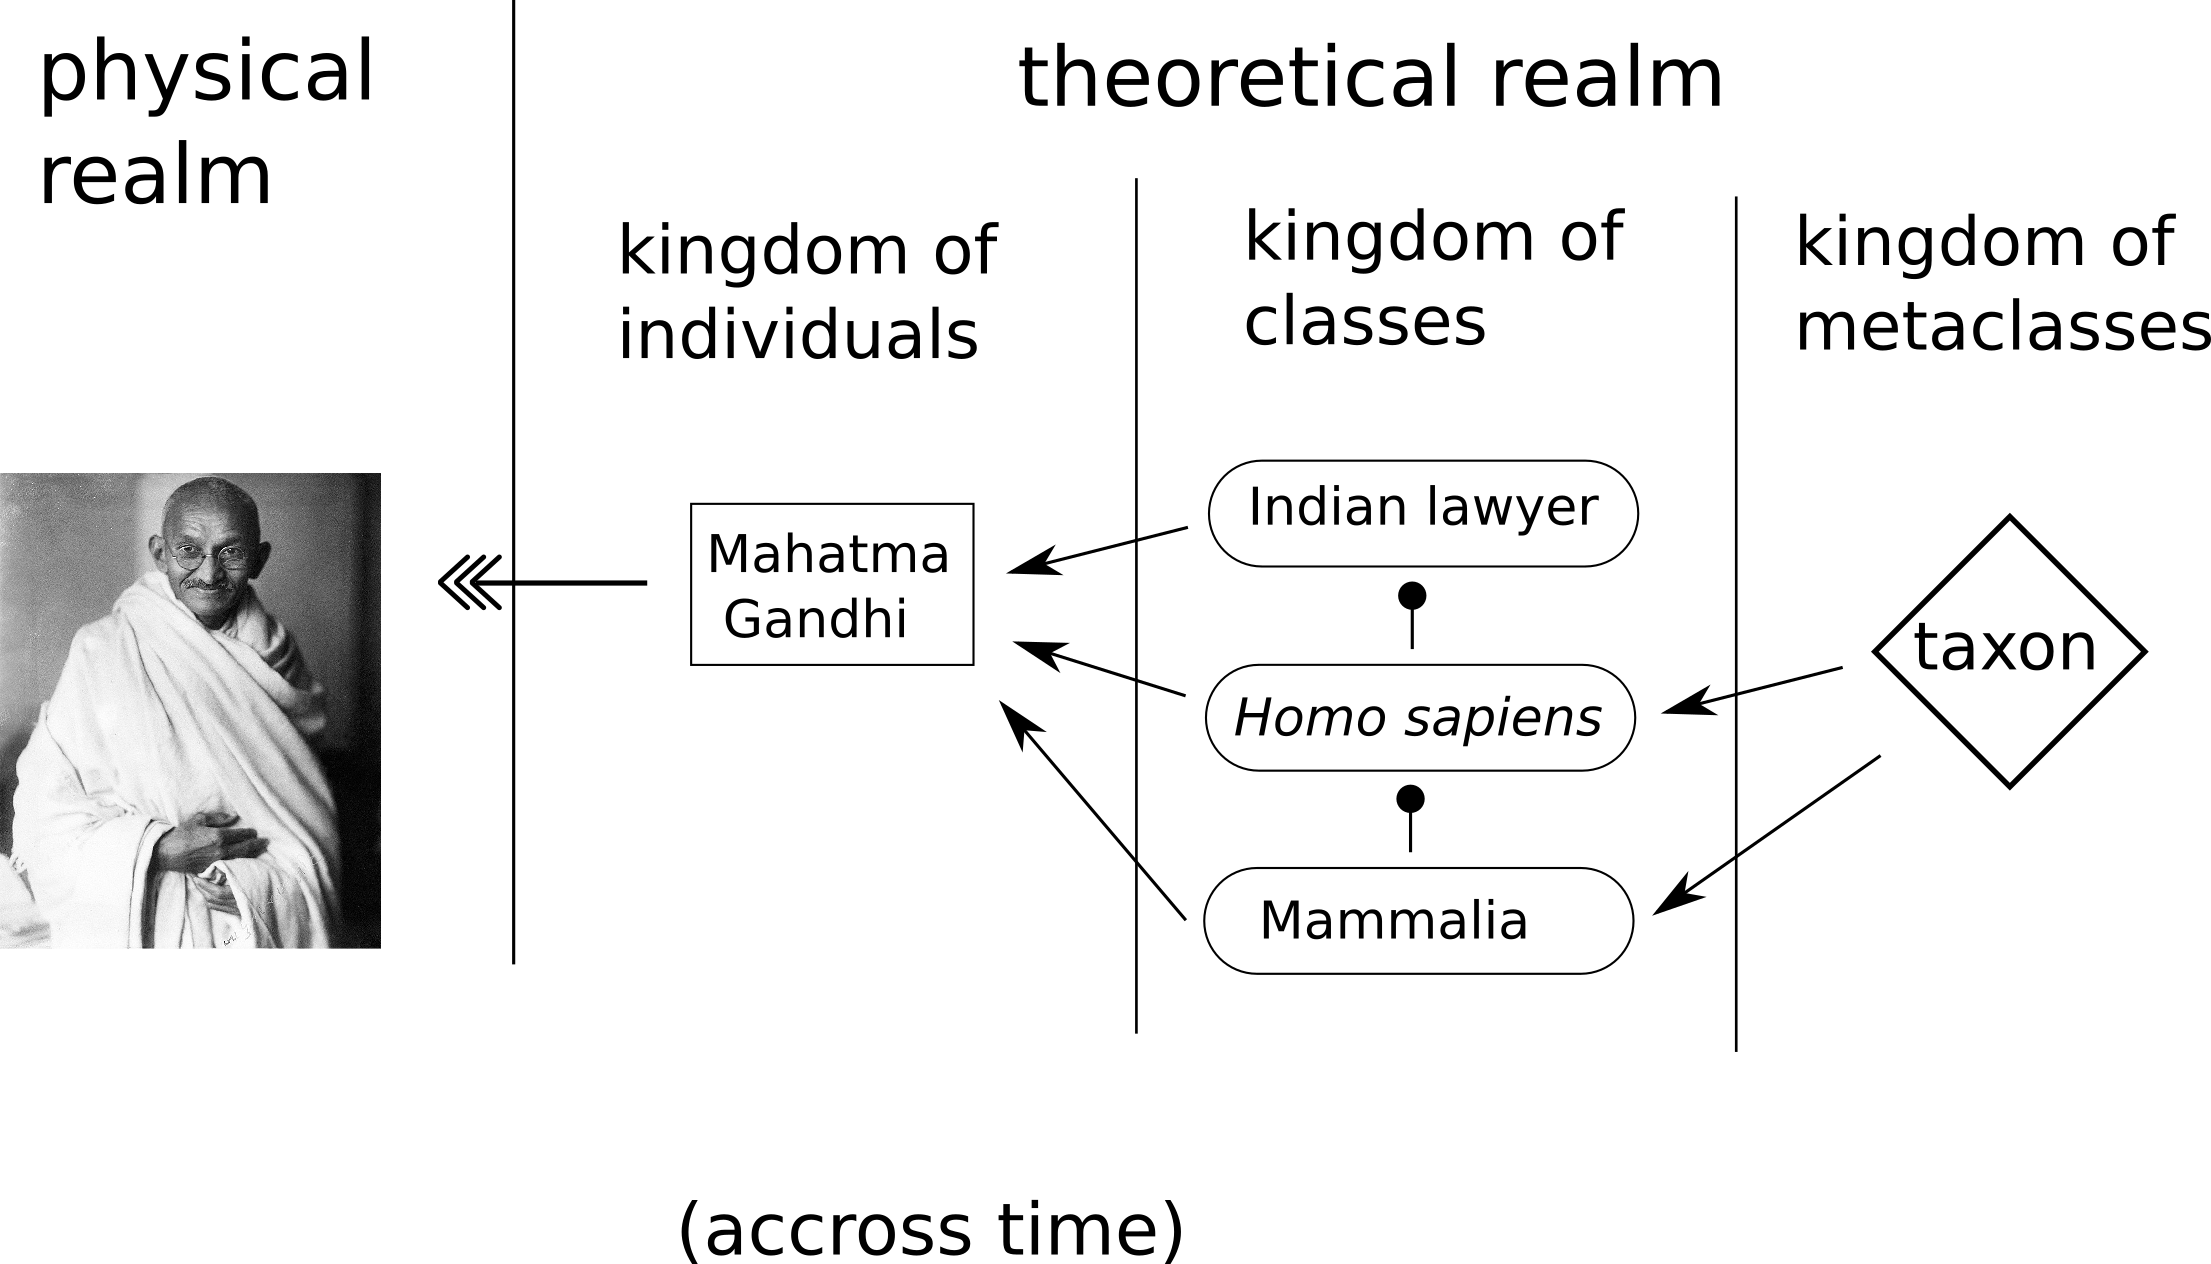 physical
realm
theoretical realm
kingdom of
individuals
kingdom of
classes
kingdom of
metaclasses
Mahatma
Gandhi
Indian lawyer
Homo sapiens
Mammalia
taxon
(accross time)